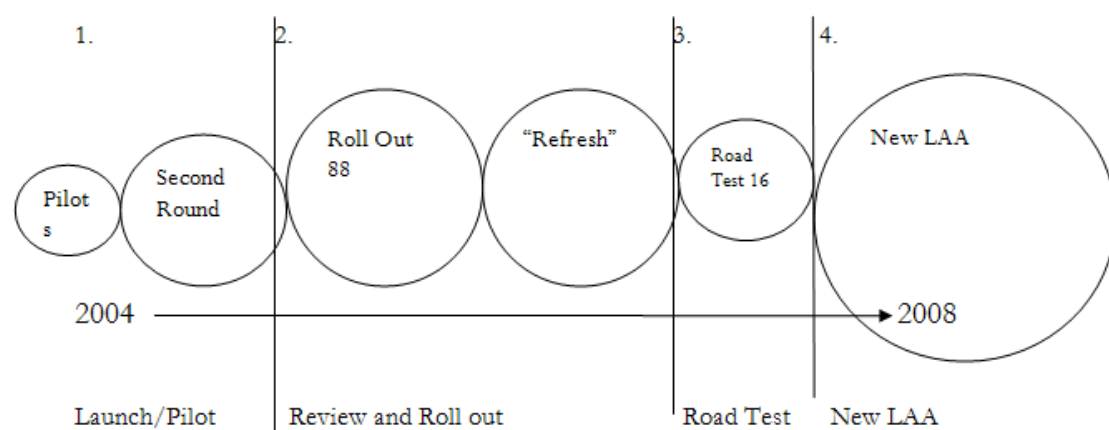 1.
2.
3.
4.
Pilot
s
Second
Round
Roll Out
88
“Refresh”
Road
Test 16
New LAA
2004
2008
Launch/Pilot
Review and Roll out
Road Test
New LAA